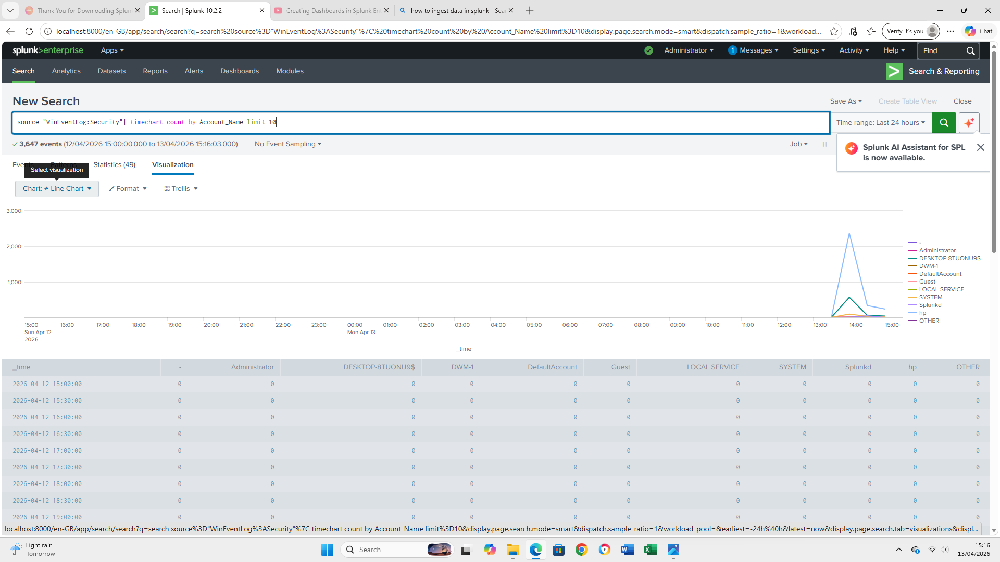 Thank You for Downloading Splun
Search | Splunk 10.2.2
Creating Dashboards in Splunk Ent
how to ingest data in splunk - Sea
localhost:8000/en-GB/app/search/search?q=search%20source%3D"WinEventLog%3ASecurity"%7C%20timechart%20count%20by%20Account_Name%20limit%3D10&display.page.search.mode=smart&dispatch.sample_ratio=1&workload...
Verify it's you
Chat
splunk>enterprise
Apps
Administrator
1 Messages
Settings
Activity
Help
Find
Search
Analytics
Datasets
Reports
Alerts
Dashboards
Modules
Search & Reporting
New Search
Save As
Create Table View
Close
source="WinEventLog:Security"| timechart count by Account_Name limit=10
Time range: Last 24 hours
3,647 events (12/04/2026 15:00:00.000 to 13/04/2026 15:16:03.000)
No Event Sampling
Job
Splunk AI Assistant for SPL
is now available.
Events
Patterns
Statistics (49)
Visualization
Select visualization
Chart: Line Chart
Format
Trellis
3,000
2,000
1,000
-
Administrator
DESKTOP-8TUONU9$
DWM-1
DefaultAccount
Guest
LOCAL SERVICE
SYSTEM
Splunkd
hp
OTHER
15:00 16:00 17:00 18:00 19:00 20:00 21:00 22:00 23:00 00:00 01:00 02:00 03:00 04:00 05:00 06:00 07:00 08:00 09:00 10:00 11:00 12:00 13:00 14:00 15:00
Sun Apr 12 Mon Apr 13
2026
_time
_time - Administrator DESKTOP-8TUONU9$ DWM-1 DefaultAccount Guest LOCAL SERVICE SYSTEM Splunkd hp OTHER
2026-04-12 15:00:00 0 0 0 0 0 0 0 0 0 0 0
2026-04-12 15:30:00 0 0 0 0 0 0 0 0 0 0 0
2026-04-12 16:00:00 0 0 0 0 0 0 0 0 0 0 0
2026-04-12 16:30:00 0 0 0 0 0 0 0 0 0 0 0
2026-04-12 17:00:00 0 0 0 0 0 0 0 0 0 0 0
2026-04-12 17:30:00 0 0 0 0 0 0 0 0 0 0 0
2026-04-12 18:00:00 0 0 0 0 0 0 0 0 0 0 0
2026-04-12 18:30:00 0 0 0 0 0 0 0 0 0 0 0
2026-04-12 19:00:00 0 0 0 0 0 0 0 0 0 0 0
localhost:8000/en-GB/app/search/search?q=search source%3D"WinEventLog%3ASecurity"%7C timechart count by Account_Name limit%3D10&display.page.search.mode=smart&dispatch.sample_ratio=1&workload_pool=&earliest=-24h%40h&latest=now&display.page.search.tab=visualizations&displ...
Light rain
Tomorrow
Search
15:16
13/04/2026